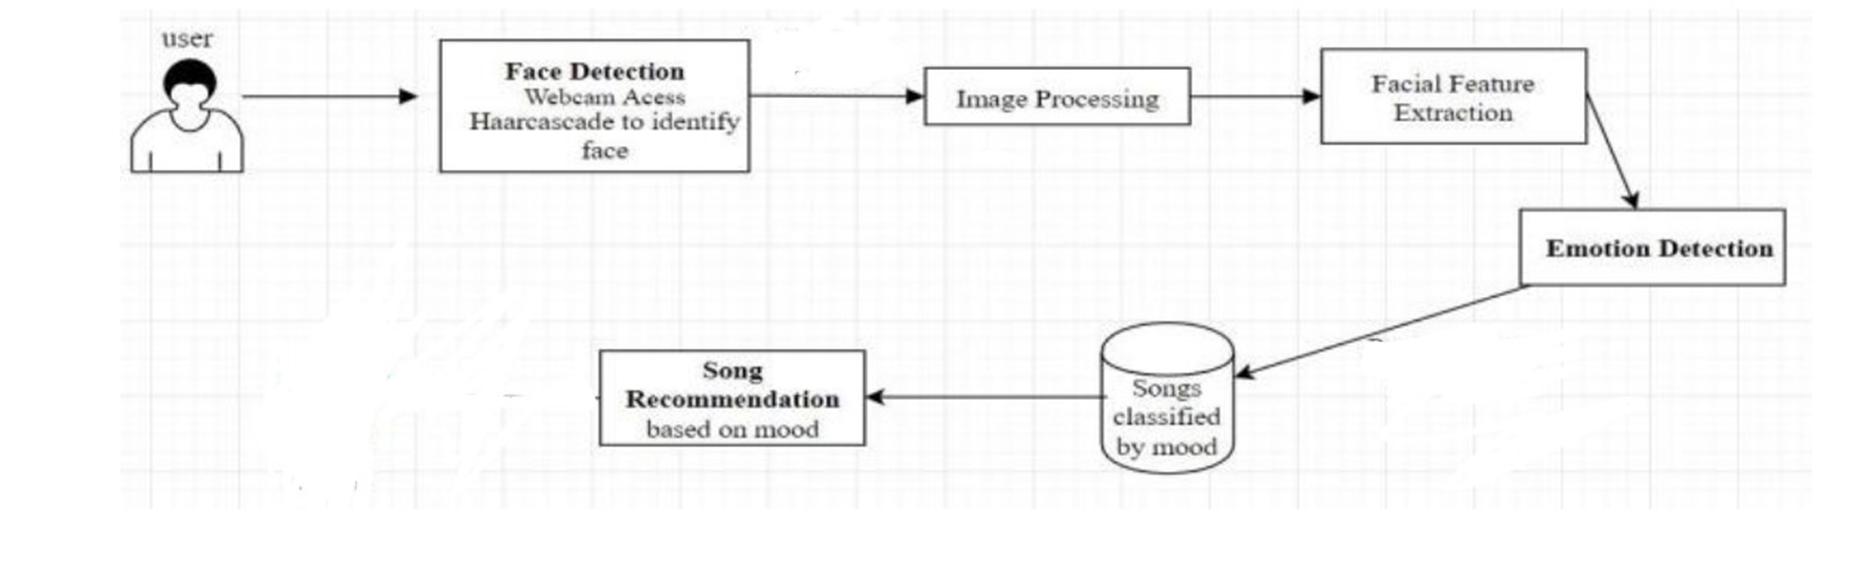 user
Face Detection
Webcam Acess
Haarcascade to identify
face
Image Processing
Facial Feature
Extraction
Emotion Detection
Songs
classified
by mood
Song
Recommendation
based on mood